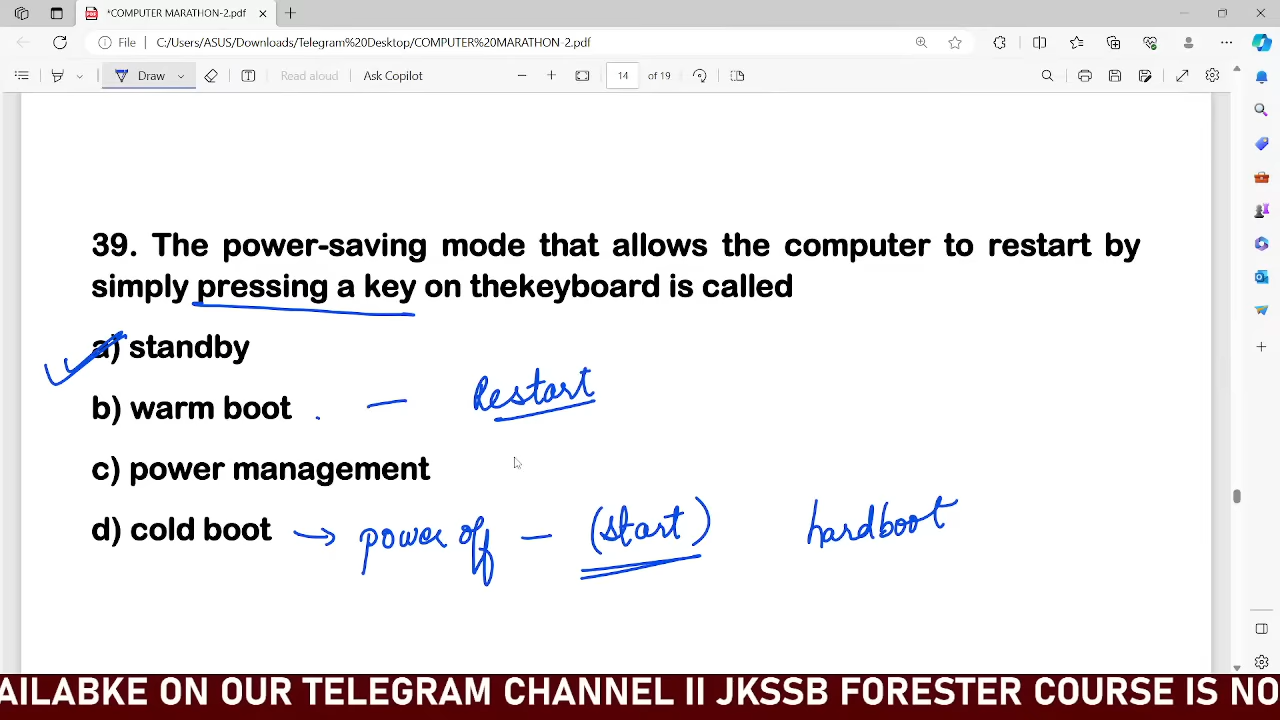 *COMPUTER MARATHON-2.pdf
File C:/Users/ASUS/Downloads/Telegram%20Desktop/COMPUTER%20MARATHON-2.pdf
Draw Read aloud Ask Copilot 14 of 19
39. The power-saving mode that allows the computer to restart by
simply pressing a key on thekeyboard is called
a) standby
b) warm boot — Restart
c) power management
d) cold boot → power off — (start) hardboot
AILABKE ON OUR TELEGRAM CHANNEL II JKSSB FORESTER COURSE IS NO